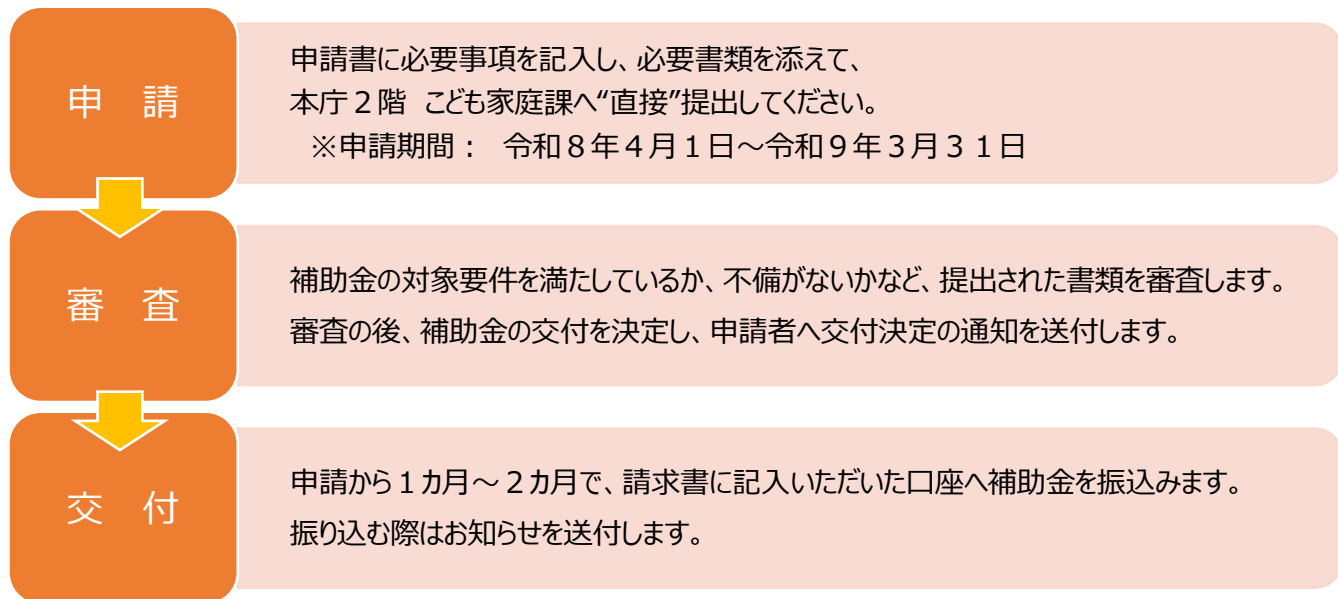 申　請
申請書に必要事項を記入し、必要書類を添えて、
本庁２階 こども家庭課へ“直接”提出してください。
※申請期間： 令和８年４月１日～令和９年３月３１日
審　査
補助金の対象要件を満たしているか、不備がないかなど、提出された書類を審査します。
審査の後、補助金の交付を決定し、申請者へ交付決定の通知を送付します。
交　付
申請から１カ月～２カ月で、請求書に記入いただいた口座へ補助金を振込みます。
振り込む際はお知らせを送付します。